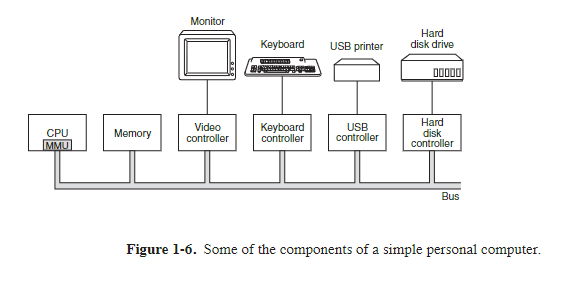 Monitor
Keyboard
USB printer
Hard
disk drive
CPU
MMU
Memory
Video
controller
Keyboard
controller
USB
controller
Hard
disk
controller
Bus
Figure 1-6. Some of the components of a simple personal computer.